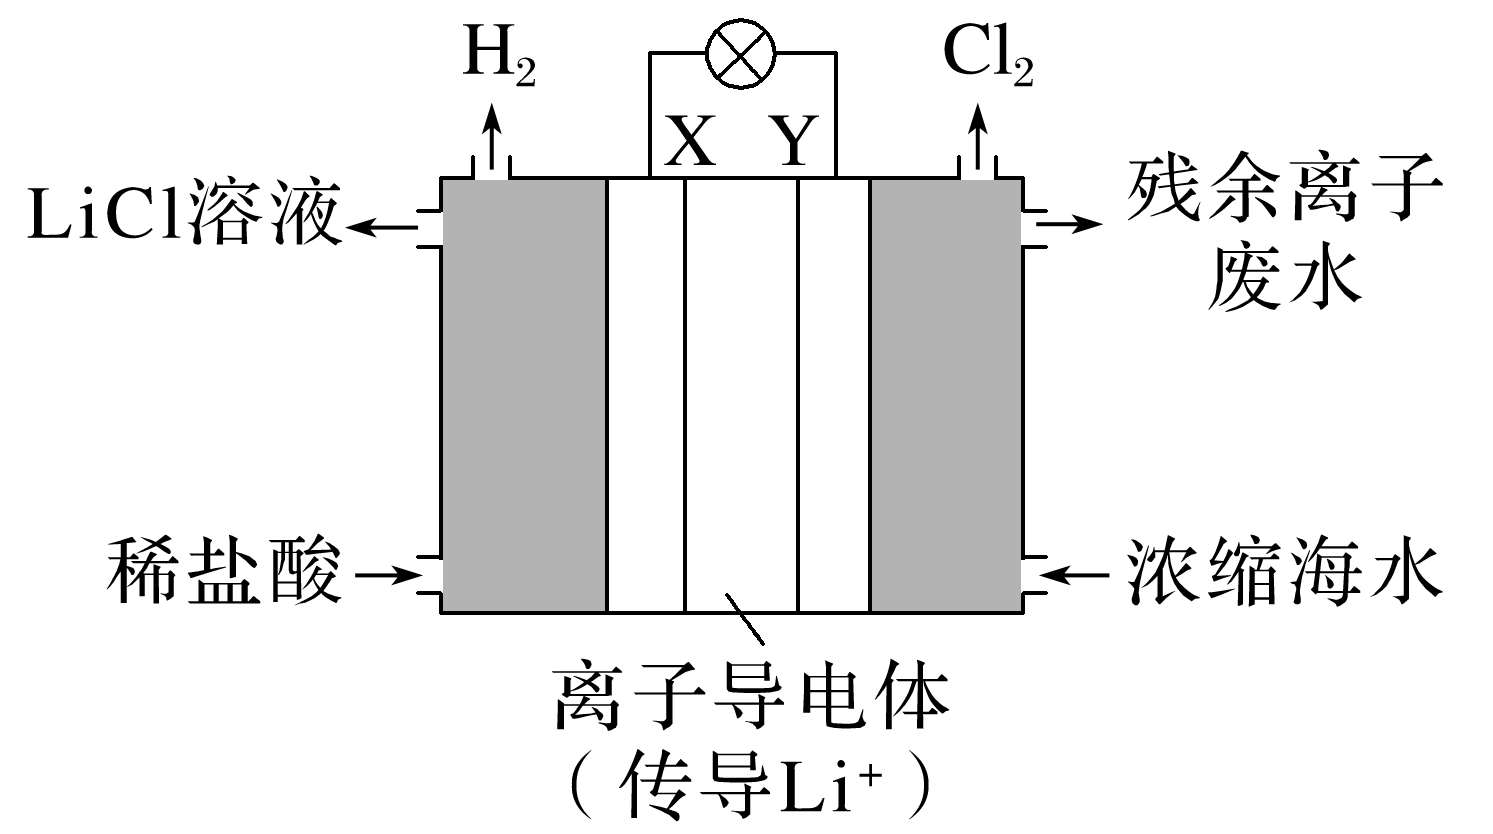 H₂
Cl₂
X
Y
LiCl溶液
残余离子
废水
稀盐酸
浓缩海水
离子导电体
（传导Li⁺）